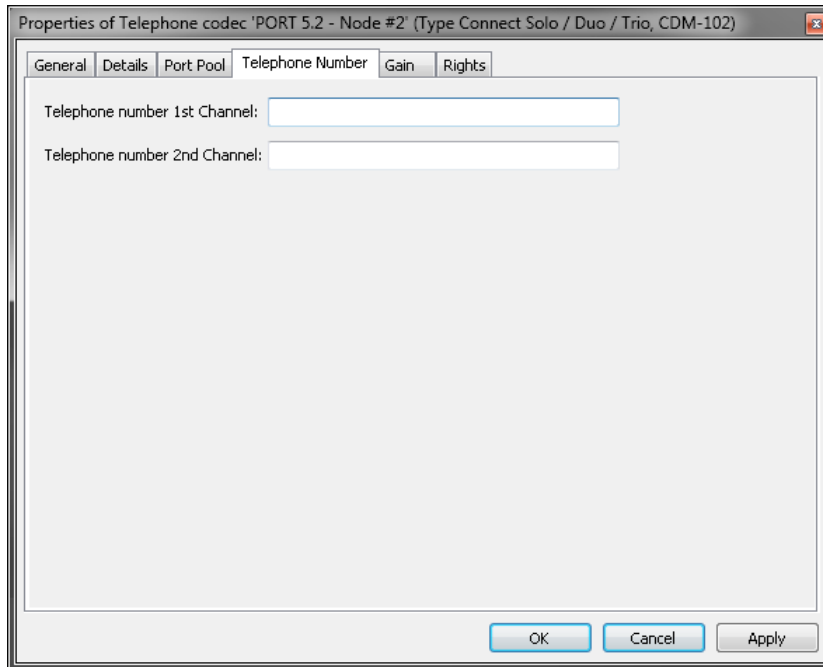 Properties of Telephone codec 'PORT 5.2 - Node #2' (Type Connect Solo / Duo / Trio, CDM-102)
General Details Port Pool Telephone Number Gain Rights
Telephone number 1st Channel:
Telephone number 2nd Channel:
OK Cancel Apply